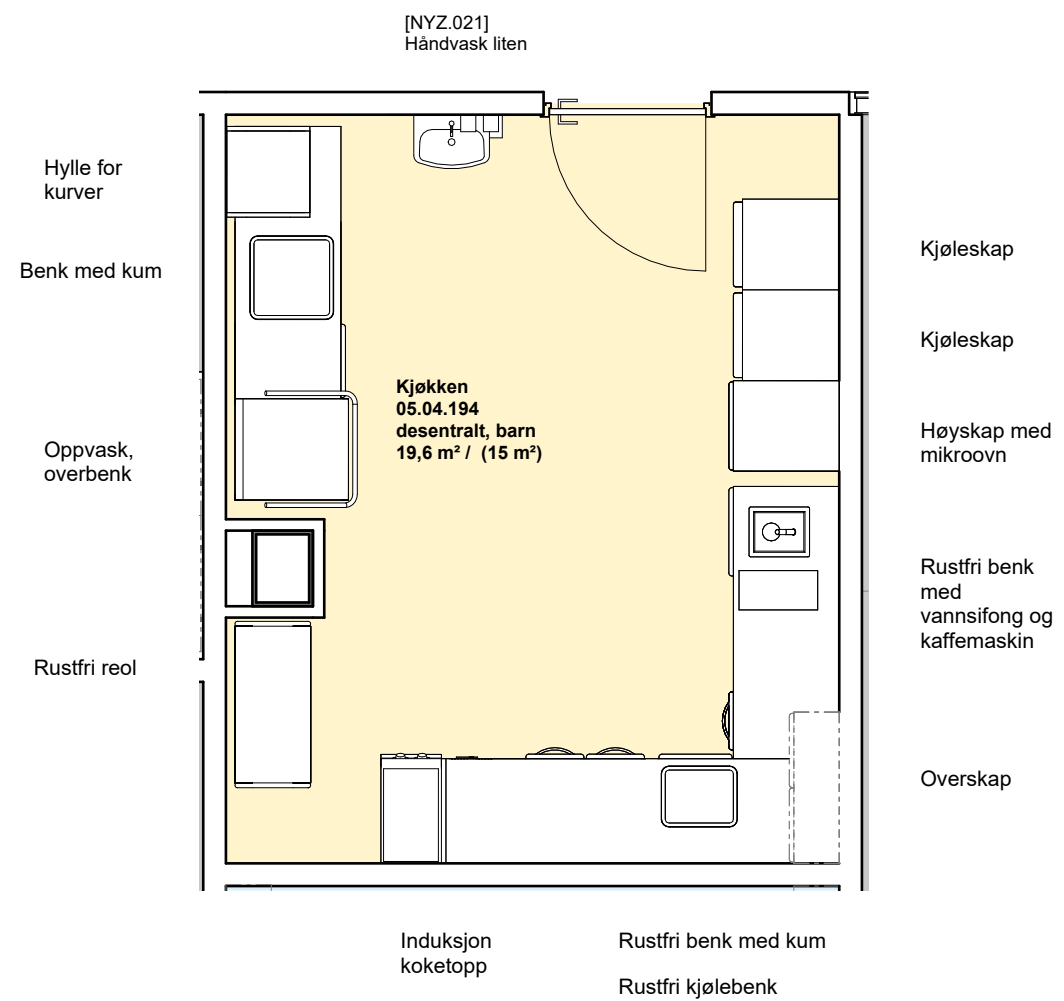 [NYZ.021]
Håndvask liten
Hylle for
kurver
Benk med kum
Oppvask,
overbenk
Rustfri reol
Kjøkken
05.04.194
desentralt, barn
19,6 m² / (15 m²)
Kjøleskap
Kjøleskap
Høyskap med
mikroovn
Rustfri benk
med
vannsifong og
kaffemaskin
Overskap
Induksjon
koketopp
Rustfri benk med kum
Rustfri kjølebenk